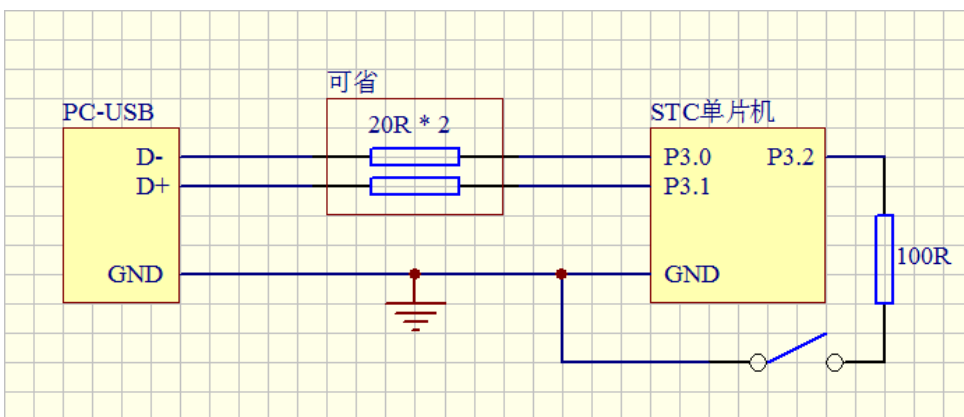 可省
PC-USB
20R * 2
STC单片机
D-
P3.0
P3.2
D+
P3.1
100R
GND
GND